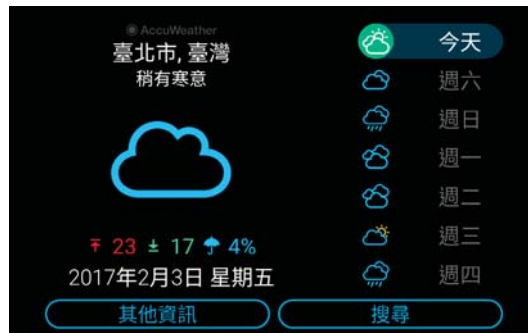 AccuWeather
臺北市, 臺灣
稍有寒意
23 17 4%
2017年2月3日 星期五
其他資訊
今天
週六
週日
週一
週二
週三
週四
搜尋